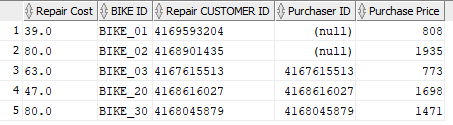 Repair Cost BIKE ID Repair CUSTOMER ID Purchaser ID Purchase Price
1 39.0 BIKE_01 4169593204 (null) 808
2 80.0 BIKE_02 4168901435 (null) 1935
3 63.0 BIKE_03 4167615513 4167615513 773
4 47.0 BIKE_20 4168616027 4168616027 1698
5 80.0 BIKE_30 4168045879 4168045879 1471